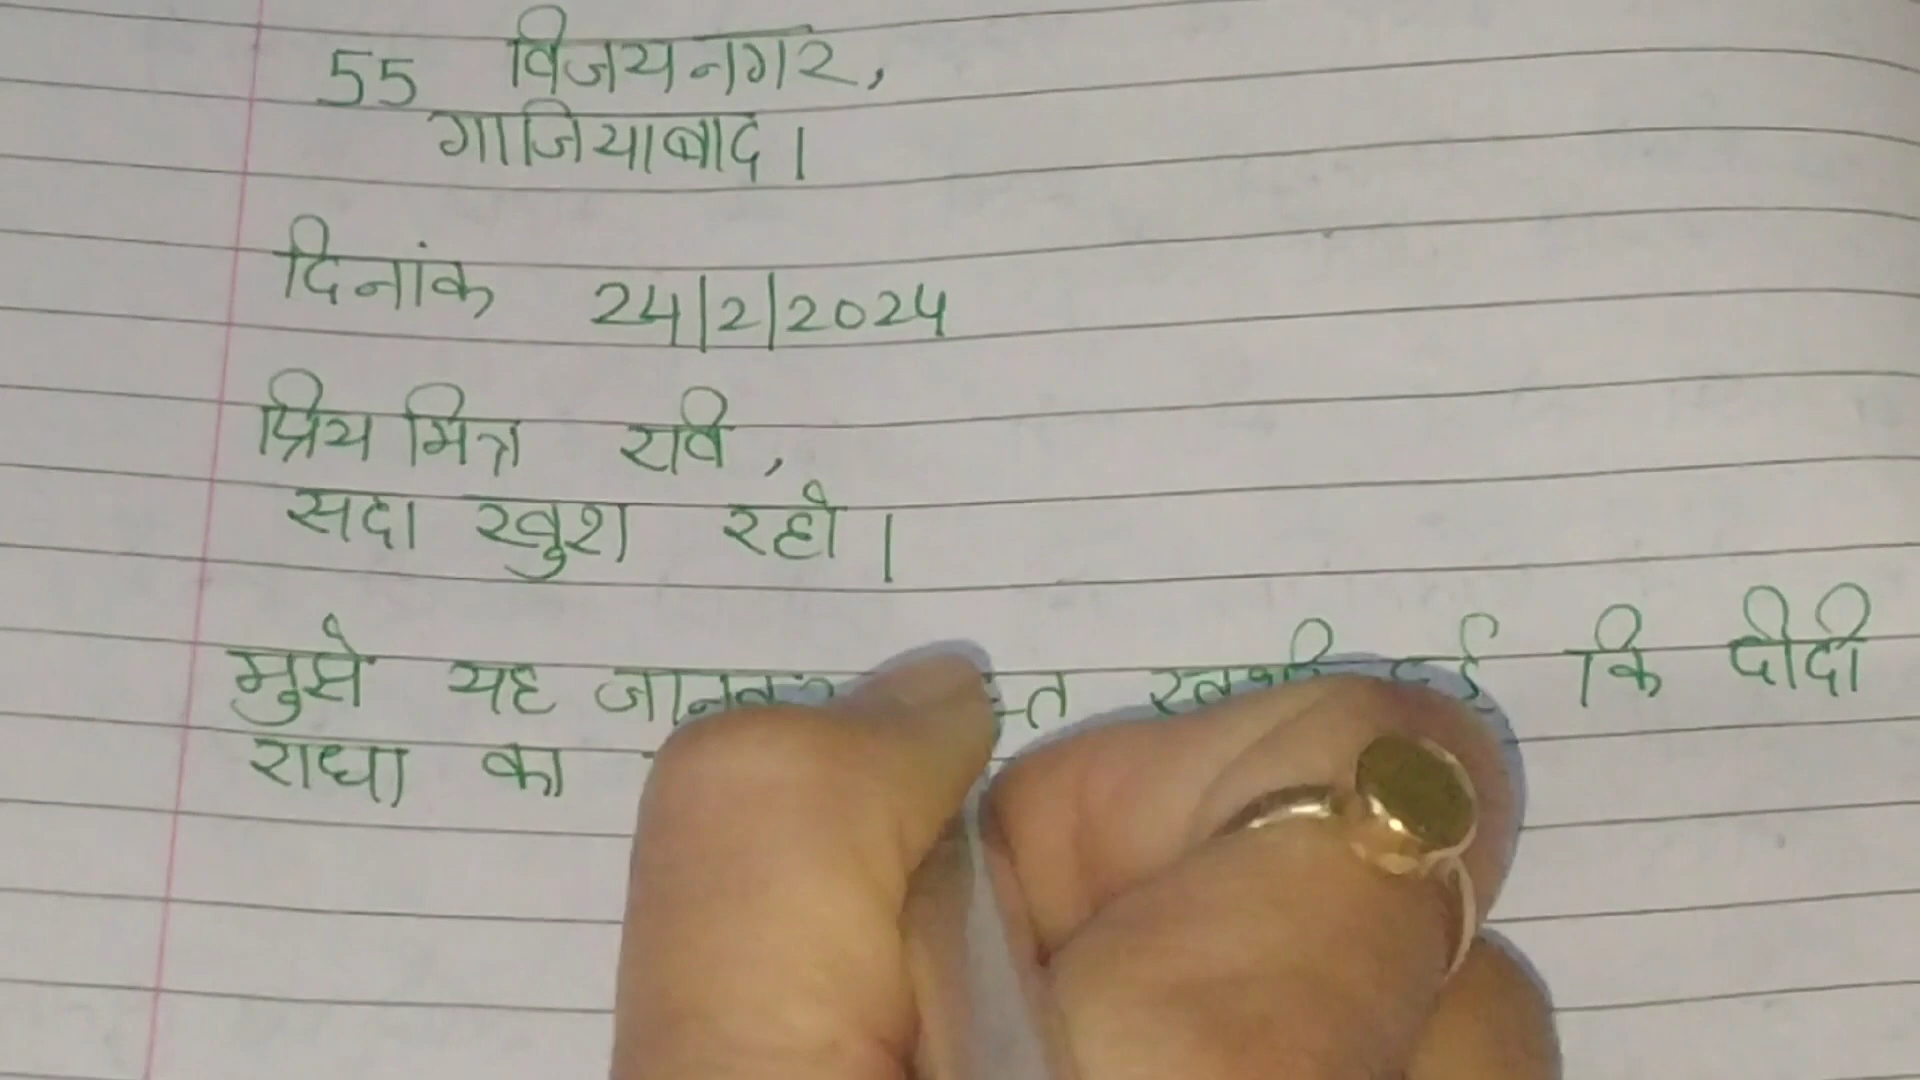 55 विजयनगर,
गाजियाबाद।
दिनांक 24/2/2024
प्रिय मित्र रवि,
सदा खुश रहो।
मुझे यह कि दीदी
राधा का